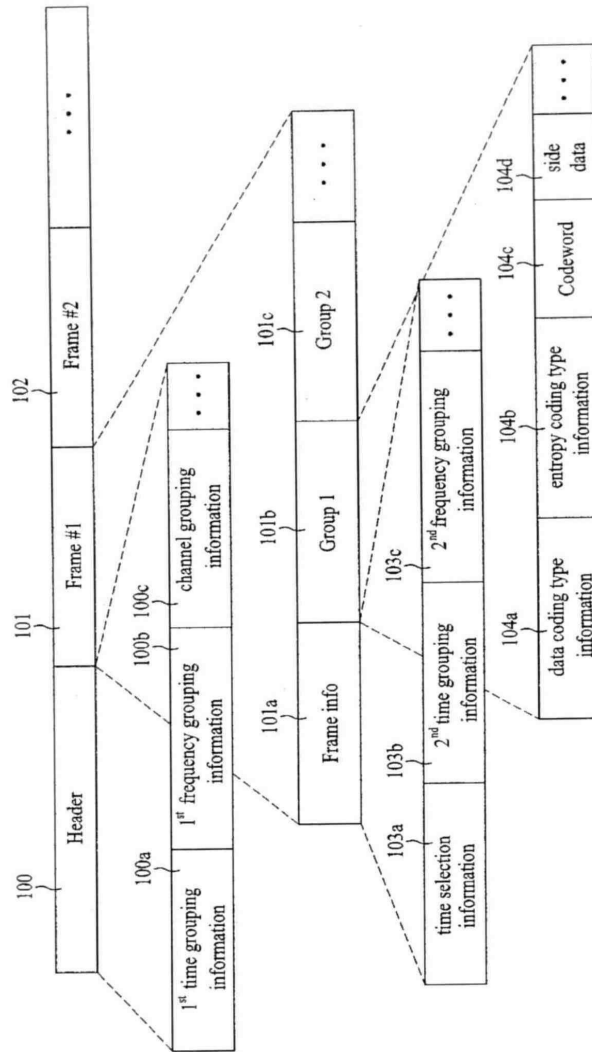 100
Header
101
Frame #1
102
Frame #2
• • •
100a
1st time grouping
information
100b
1st frequency grouping
information
100c
channel grouping
information
• • •
101a
Frame info
101b
Group 1
101c
Group 2
• • •
103a
time selection
information
103b
2nd time grouping
information
103c
2nd frequency grouping
information
• • •
104a
data coding type
information
104b
entropy coding type
information
104c
Codeword
104d
side
data
• • •